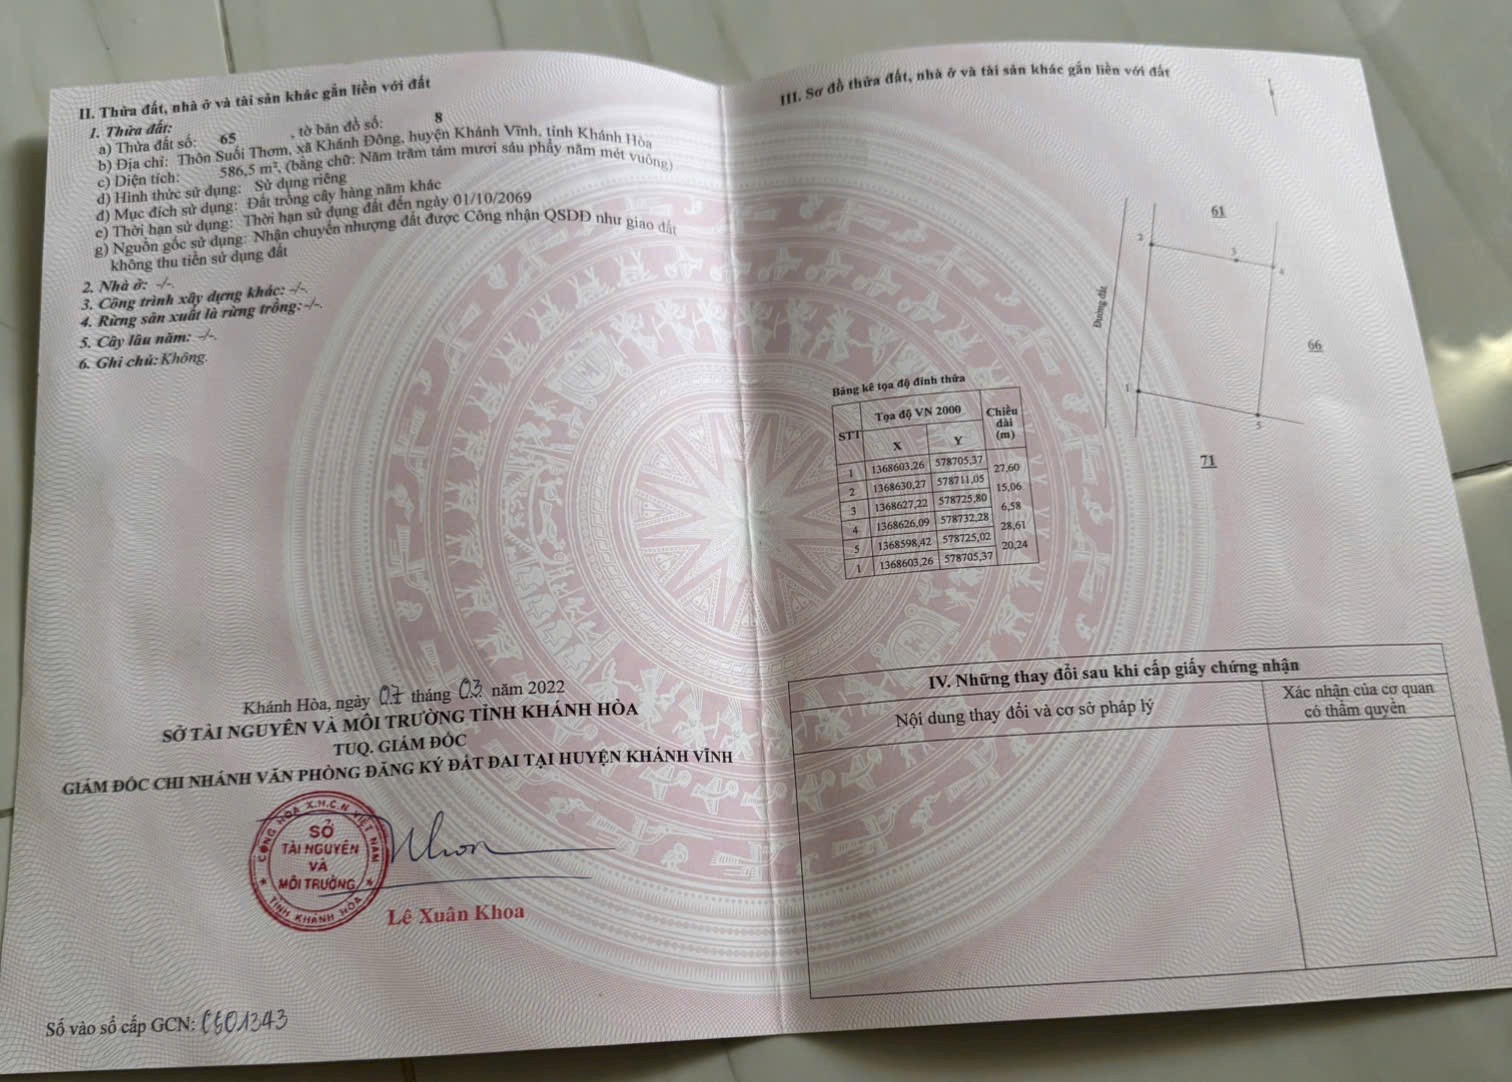 II. Thửa đất, nhà ở và tài sản khác gắn liền với đất
1. Thửa đất:
a) Thửa đất số: 65, tờ bản đồ số: 8
b) Địa chỉ: Thôn Suối Thơm, xã Khánh Đông, huyện Khánh Vĩnh, tỉnh Khánh Hòa
c) Diện tích: 586,5 m², (bằng chữ: Năm trăm tám mươi sáu phẩy năm mét vuông)
d) Hình thức sử dụng: Sử dụng riêng
đ) Mục đích sử dụng: Đất trồng cây hàng năm khác
e) Thời hạn sử dụng: Thời hạn sử dụng đất đến ngày 01/10/2069
g) Nguồn gốc sử dụng: Nhận chuyển nhượng đất được Công nhận QSDĐ như giao đất
không thu tiền sử dụng đất
2. Nhà ở: -/-.
3. Công trình xây dựng khác: -/-.
4. Rừng sản xuất là rừng trồng: -/-.
5. Cây lâu năm: -/-.
6. Ghi chú: Không.
Khánh Hòa, ngày 07 tháng 03 năm 2022
SỞ TÀI NGUYÊN VÀ MÔI TRƯỜNG TỈNH KHÁNH HÒA
TUQ. GIÁM ĐỐC
GIÁM ĐỐC CHI NHÁNH VĂN PHÒNG ĐĂNG KÝ ĐẤT ĐAI TẠI HUYỆN KHÁNH VĨNH
CỘNG HÒA X.H.C.N VIỆT NAM
SỞ
TÀI NGUYÊN
VÀ
MÔI TRƯỜNG
TỈNH KHÁNH HÒA
Lê Xuân Khoa
Số vào sổ cấp GCN: CS01343
III. Sơ đồ thửa đất, nhà ở và tài sản khác gắn liền với đất
61
2
3
4
Đường đất
66
1
5
71
Bảng kê tọa độ đỉnh thửa
STT Tọa độ VN 2000 Chiều dài (m)
X Y
1 1368603,26 578705,37
27,60
2 1368630,27 578711,05
15,06
3 1368627,22 578725,80
6,58
4 1368626,09 578732,28
28,61
5 1368598,42 578725,02
20,24
1 1368603,26 578705,37
IV. Những thay đổi sau khi cấp giấy chứng nhận
Nội dung thay đổi và cơ sở pháp lý
Xác nhận của cơ quan
có thẩm quyền